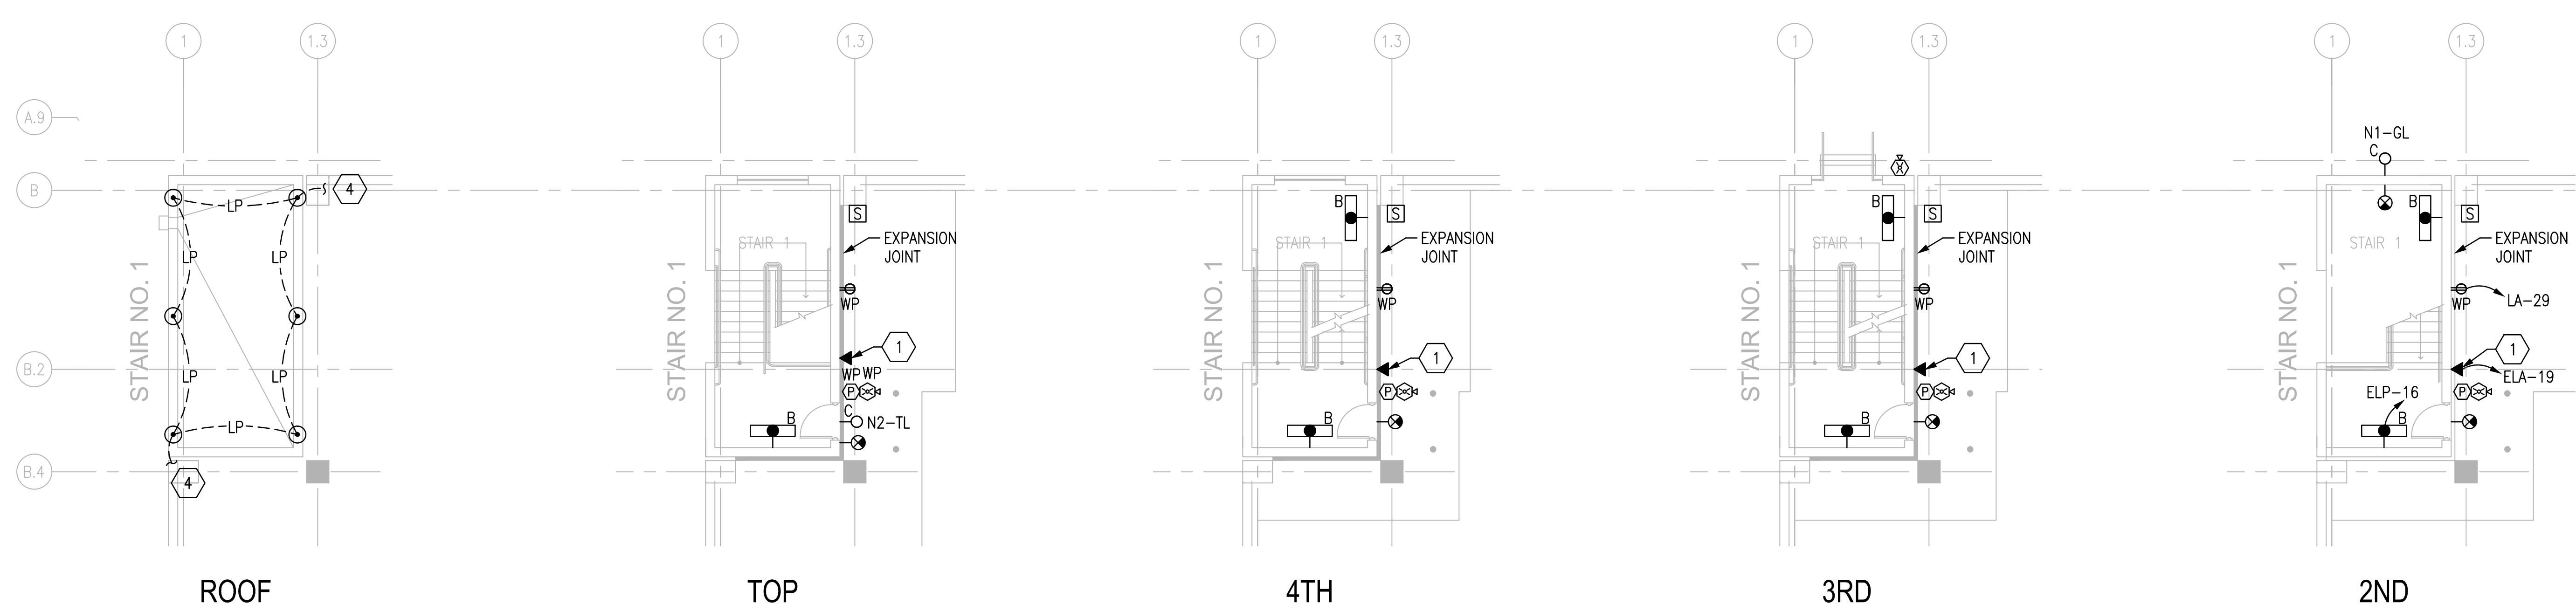 1
1.3
1
1.3
1
1.3
1
1.3
1
1.3
A.9
B
B.2
B.4
STAIR NO. 1
LP
LP
LP
LP
LP
LP
4
4
ROOF
STAIR NO. 1
STAIR 1
S
EXPANSION
JOINT
WP
1
WP WP
P
C
N2-TL
B
TOP
STAIR NO. 1
B
S
STAIR 1
EXPANSION
JOINT
WP
1
P
B
4TH
STAIR NO. 1
B
S
STAIR 1
EXPANSION
JOINT
WP
1
P
B
3RD
STAIR NO. 1
N1-GL
C
B
S
STAIR 1
EXPANSION
JOINT
WP
LA-29
1
ELA-19
ELP-16
P
B
2ND